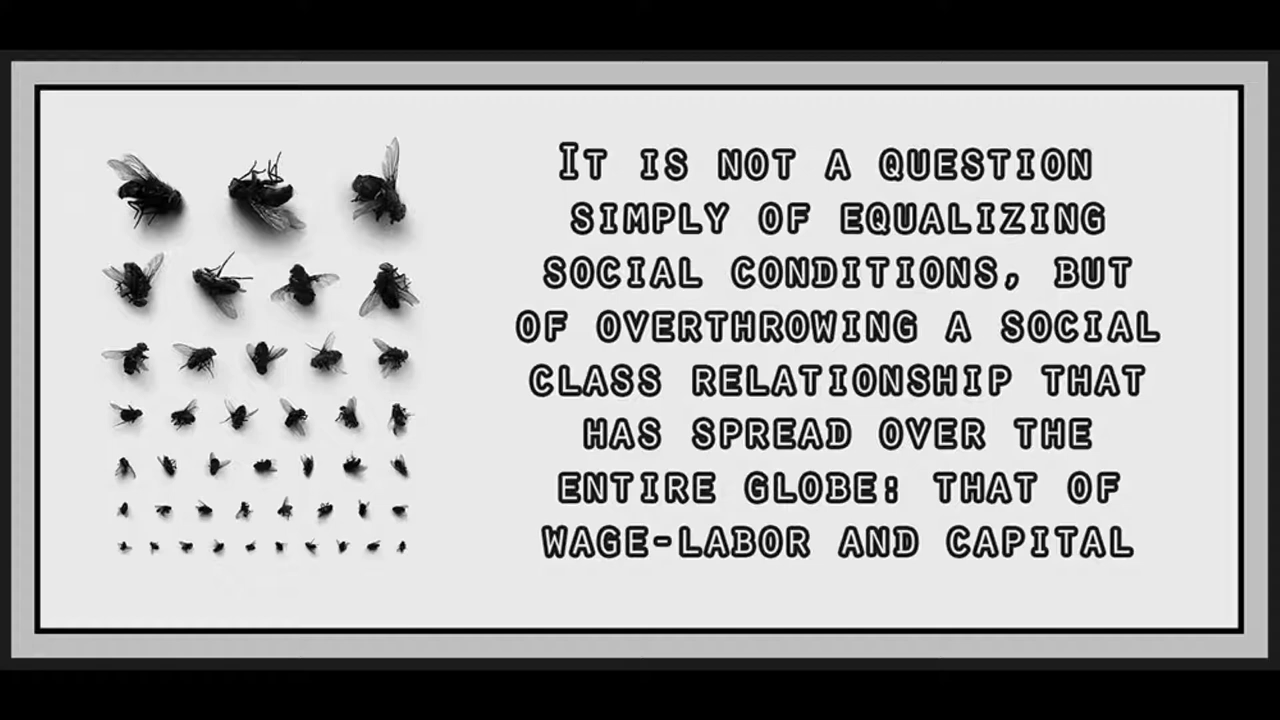 It is not a question
simply of equalizing
social conditions, but
of overthrowing a social
class relationship that
has spread over the
entire globe: that of
wage-labor and capital